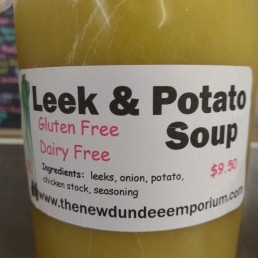 Leek & Potato
Soup
Gluten Free
Dairy Free
$9.50
Ingredients: leeks, onion, potato,
chicken stock, seasoning
www.thenewdundeeemporium.com